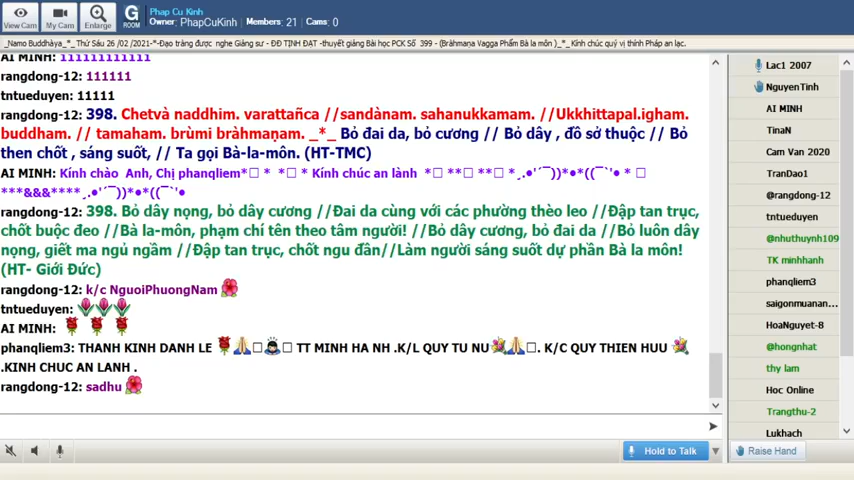 View Cam
My Cam
Enlarge
G ROOM
Phap Cu Kinh
Owner: PhapCuKinh Members: 21 Cams: 0
_Namo Buddhàya_*_ Thứ Sáu 26 /02 /2021-*-Đạo tràng được nghe Giảng sư - ĐĐ TỊNH ĐẠT -thuyết giảng Bài học PCK Số 399 - (Bràhmaṇa Vagga Phẩm Bà la môn )_*_Kính chúc quý vị thính Pháp an lạc.
AI MINH: 1111111111111
rangdong-12: 111111
tntueduyen: 11111
398. Chetvà naddhim. varattañca //sandànam. sahanukkamam. //Ukkhittapal.igham.
buddham. // tamaham. brùmi bràhmaṇam. _*_ Bỏ đai da, bỏ cương // Bỏ dây , đồ sở thuộc // Bỏ
then chốt , sáng suốt, // Ta gọi Bà-la-môn. (HT-TMC)
AI MINH: Kính chào Anh, Chị phanqliem*□ * *□ * Kính chúc an lành *□ **□ **□ *¸.•'´¯))*•*((¯`'• * □
***&&&****¸.•'´¯))*•*((¯`'•
rangdong-12: 398. Bỏ dây nọng, bỏ dây cương //Đai da cùng với các phường thèo leo //Đập tan trục,
chốt buộc đeo //Bà la-môn, phạm chí tên theo tâm người! //Bỏ dây cương, bỏ đai da //Bỏ luôn dây
nọng, giết ma ngủ ngầm //Đập tan trục, chốt ngu đần//Làm người sáng suốt dự phần Bà la môn!
(HT- Giới Đức)
rangdong-12: k/c NguoiPhuongNam
tntueduyen:
AI MINH:
phanqliem3: THANH KINH DANH LE TT MINH HA NH .K/L QUY TU NU . K/C QUY THIEN HUU
.KINH CHUC AN LANH .
rangdong-12: sadhu
Hold to Talk
Lac1 2007
NguyenTinh
AI MINH
TinaN
Cam Van 2020
TranDao1
@rangdong-12
tntueduyen
@nhuthuynh109
TK minhhanh
phanqliem3
saigonmuanan...
HoaNguyet-8
@hongnhat
thy lam
Hoc Online
Trangthu-2
Lukhach
Raise Hand